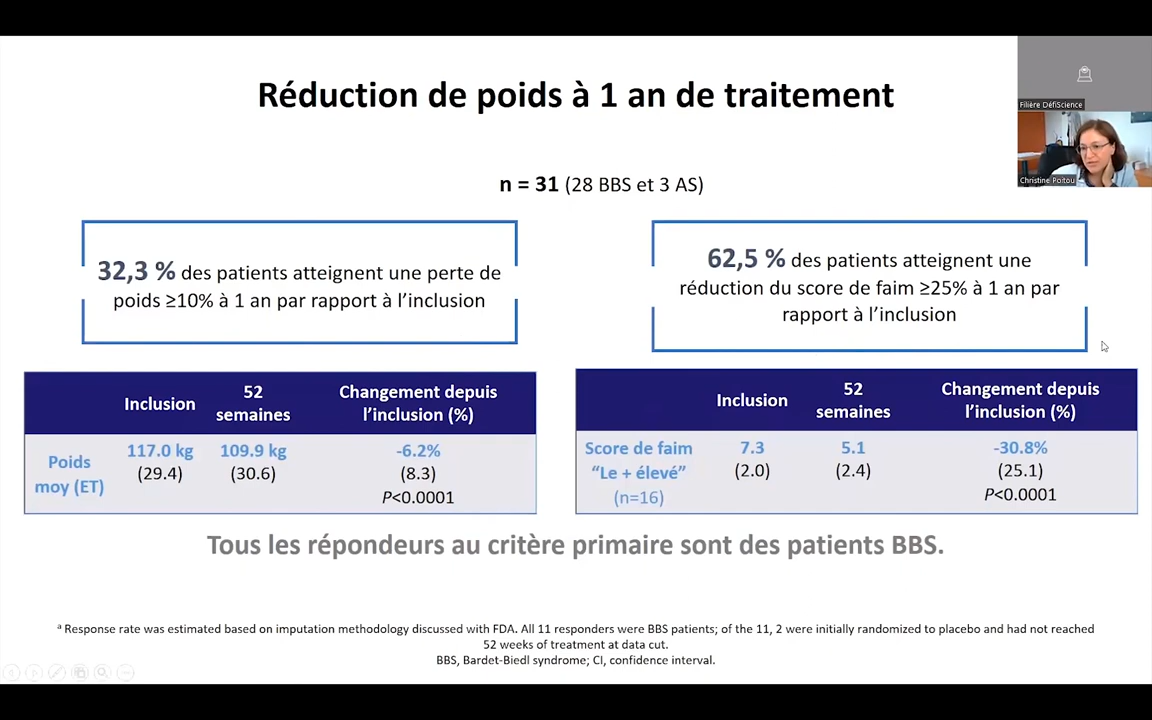 Réduction de poids à 1 an de traitement
Filière DéfiScience
Christine Poitou
n = 31 (28 BBS et 3 AS)
32,3 % des patients atteignent une perte de
poids ≥10% à 1 an par rapport à l’inclusion
62,5 % des patients atteignent une
réduction du score de faim ≥25% à 1 an par
rapport à l’inclusion
Inclusion
52
semaines
Changement depuis
l’inclusion (%)
Poids
moy (ET)
117.0 kg
(29.4)
109.9 kg
(30.6)
-6.2%
(8.3)
P<0.0001
Inclusion
52
semaines
Changement depuis
l’inclusion (%)
Score de faim
“Le + élevé”
(n=16)
7.3
(2.0)
5.1
(2.4)
-30.8%
(25.1)
P<0.0001
Tous les répondeurs au critère primaire sont des patients BBS.
ᵃ Response rate was estimated based on imputation methodology discussed with FDA. All 11 responders were BBS patients; of the 11, 2 were initially randomized to placebo and had not reached
52 weeks of treatment at data cut.
BBS, Bardet-Biedl syndrome; CI, confidence interval.